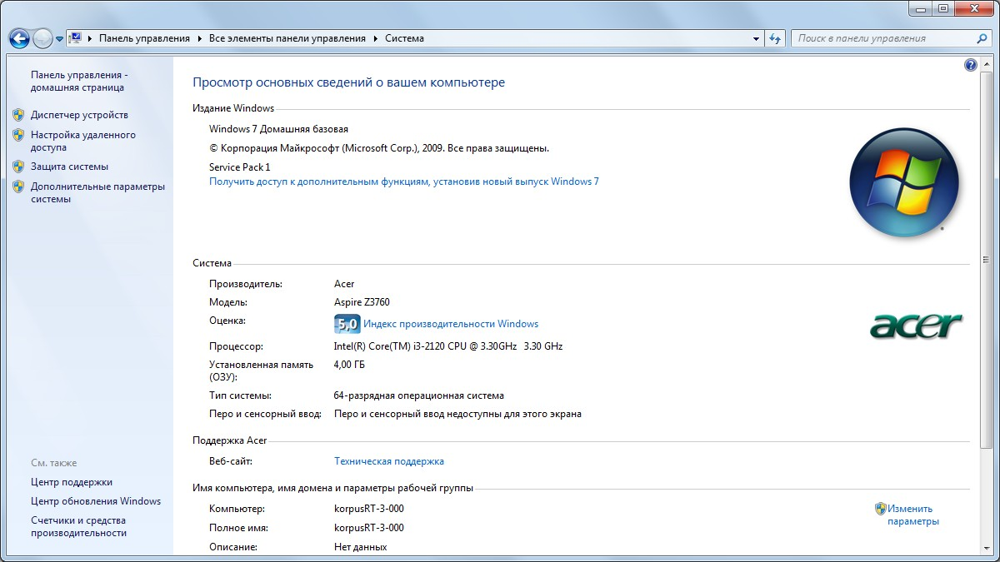 Панель управления
Все элементы панели управления
Система
Поиск в панели управления
Панель управления -
домашняя страница
Диспетчер устройств
Настройка удаленного
доступа
Защита системы
Дополнительные параметры
системы
См. также
Центр поддержки
Центр обновления Windows
Счетчики и средства
производительности
Просмотр основных сведений о вашем компьютере
Издание Windows
Windows 7 Домашняя базовая
© Корпорация Майкрософт (Microsoft Corp.), 2009. Все права защищены.
Service Pack 1
Получить доступ к дополнительным функциям, установив новый выпуск Windows 7
Система
Производитель: Acer
Модель: Aspire Z3760
Оценка: 5,0 Индекс производительности Windows
acer
Процессор: Intel(R) Core(TM) i3-2120 CPU @ 3.30GHz 3.30 GHz
Установленная память 4,00 ГБ
(ОЗУ):
Тип системы: 64-разрядная операционная система
Перо и сенсорный ввод: Перо и сенсорный ввод недоступны для этого экрана
Поддержка Acer
Веб-сайт: Техническая поддержка
Имя компьютера, имя домена и параметры рабочей группы
Компьютер: korpusRT-3-000 Изменить
параметры
Полное имя: korpusRT-3-000
Описание: Нет данных